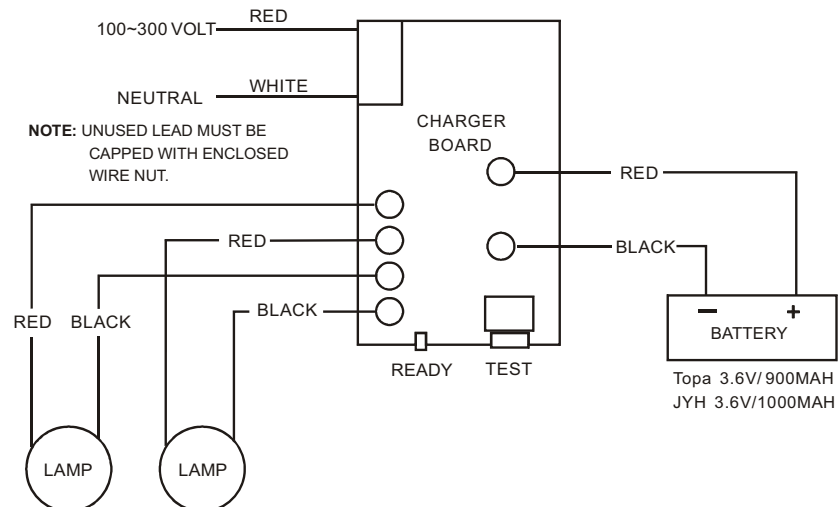 RED
100~300 VOLT
WHITE
NEUTRAL
NOTE: UNUSED LEAD MUST BE
CAPPED WITH ENCLOSED
WIRE NUT.
CHARGER
BOARD
RED
RED
BLACK
BLACK
RED BLACK
READY TEST
− +
BATTERY
Topa 3.6V/900MAH
JYH 3.6V/1000MAH
LAMP LAMP